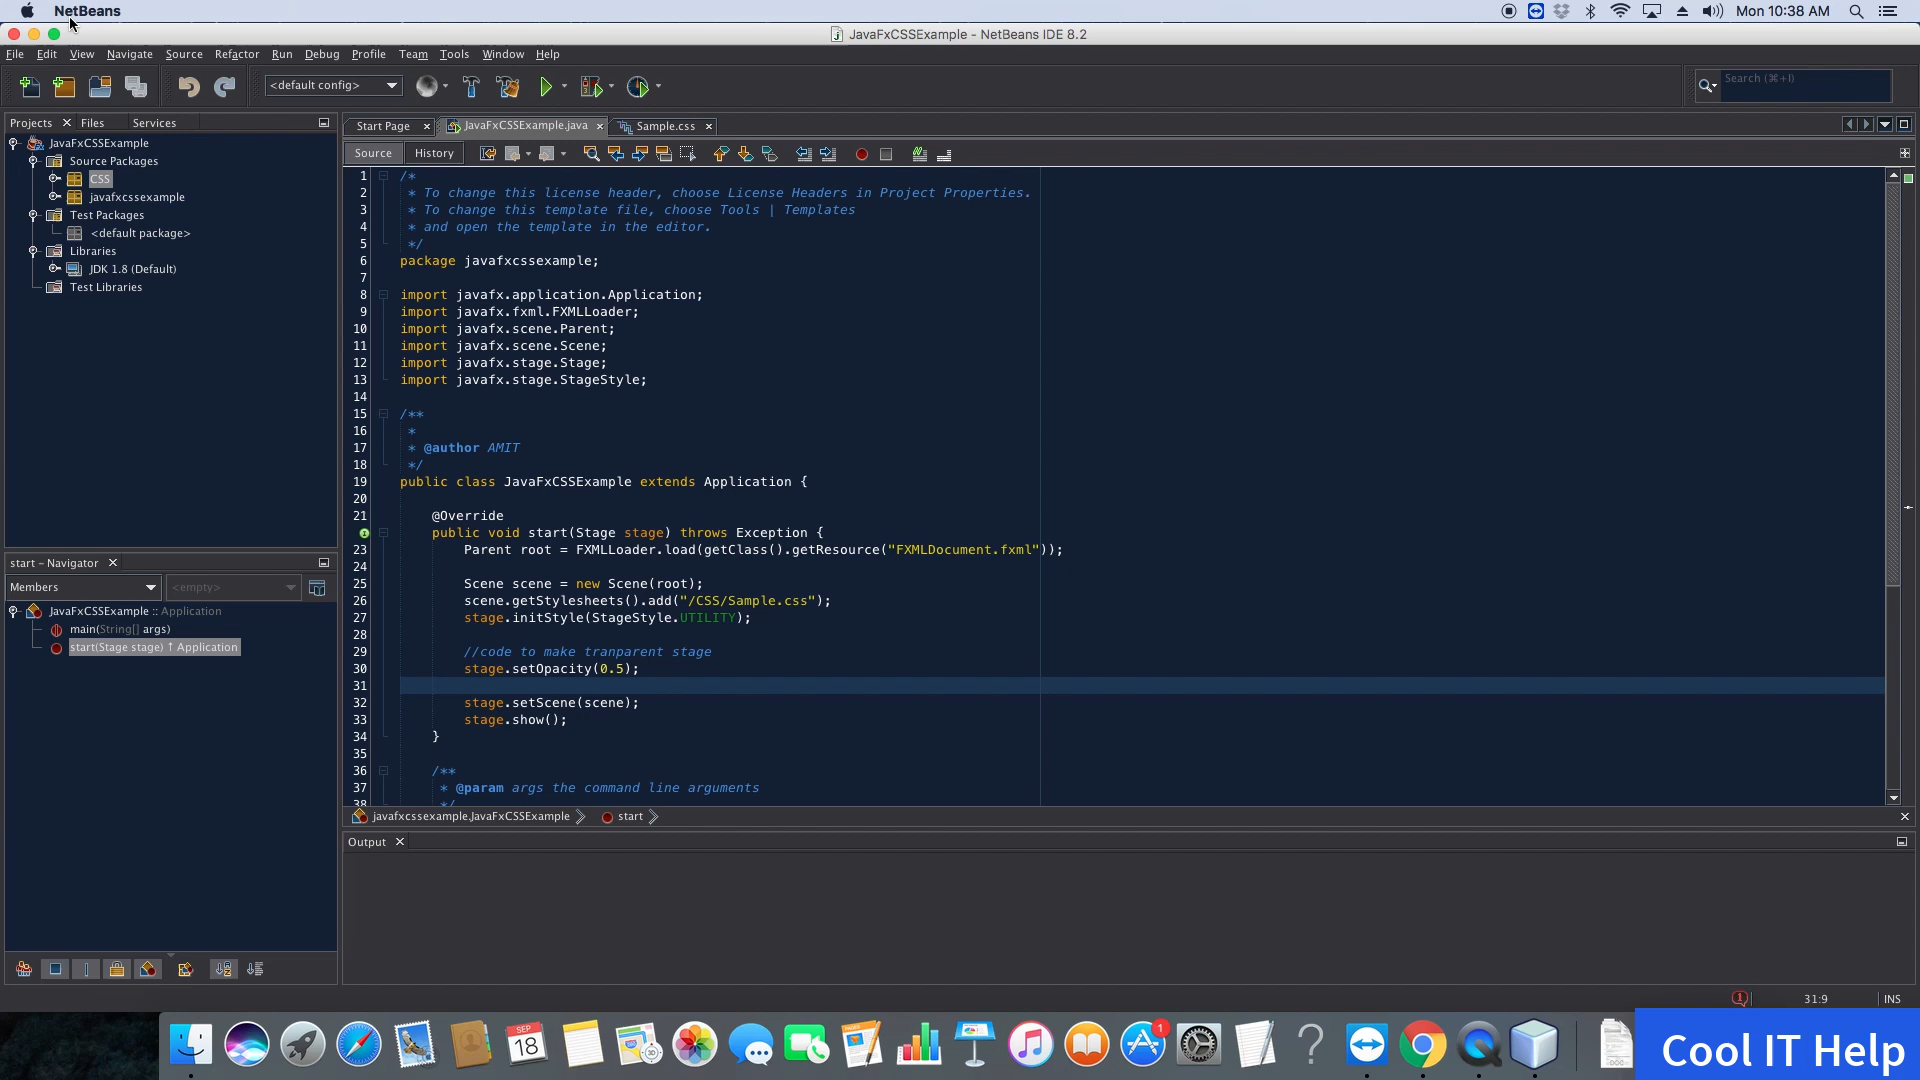 NetBeans
Mon 10:38 AM
JavaFxCSSExample - NetBeans IDE 8.2
File Edit View Navigate Source Refactor Run Debug Profile Team Tools Window Help
<default config>
Search (⌘+I)
Projects Files Services
Start Page JavaFxCSSExample.java Sample.css
Source History
JavaFxCSSExample
Source Packages
CSS
javafxcssexample
Test Packages
<default package>
Libraries
JDK 1.8 (Default)
Test Libraries
1 /*
2 * To change this license header, choose License Headers in Project Properties.
3 * To change this template file, choose Tools | Templates
4 * and open the template in the editor.
5 */
6 package javafxcssexample;
7
8 import javafx.application.Application;
9 import javafx.fxml.FXMLLoader;
10 import javafx.scene.Parent;
11 import javafx.scene.Scene;
12 import javafx.stage.Stage;
13 import javafx.stage.StageStyle;
14
15 /**
16 *
17 * @author AMIT
18 */
19 public class JavaFxCSSExample extends Application {
20
21 @Override
public void start(Stage stage) throws Exception {
23 Parent root = FXMLLoader.load(getClass().getResource("FXMLDocument.fxml"));
24
25 Scene scene = new Scene(root);
26 scene.getStylesheets().add("/CSS/Sample.css");
27 stage.initStyle(StageStyle.UTILITY);
28
29 //code to make tranparent stage
30 stage.setOpacity(0.5);
31
32 stage.setScene(scene);
33 stage.show();
34 }
35
36 /**
37 * @param args the command line arguments
38 */
start - Navigator
Members <empty>
JavaFxCSSExample :: Application
main(String[] args)
start(Stage stage) ↑ Application
javafxcssexample.JavaFxCSSExample start
Output
1 31:9 INS
SEP
18
3D
1
Cool IT Help